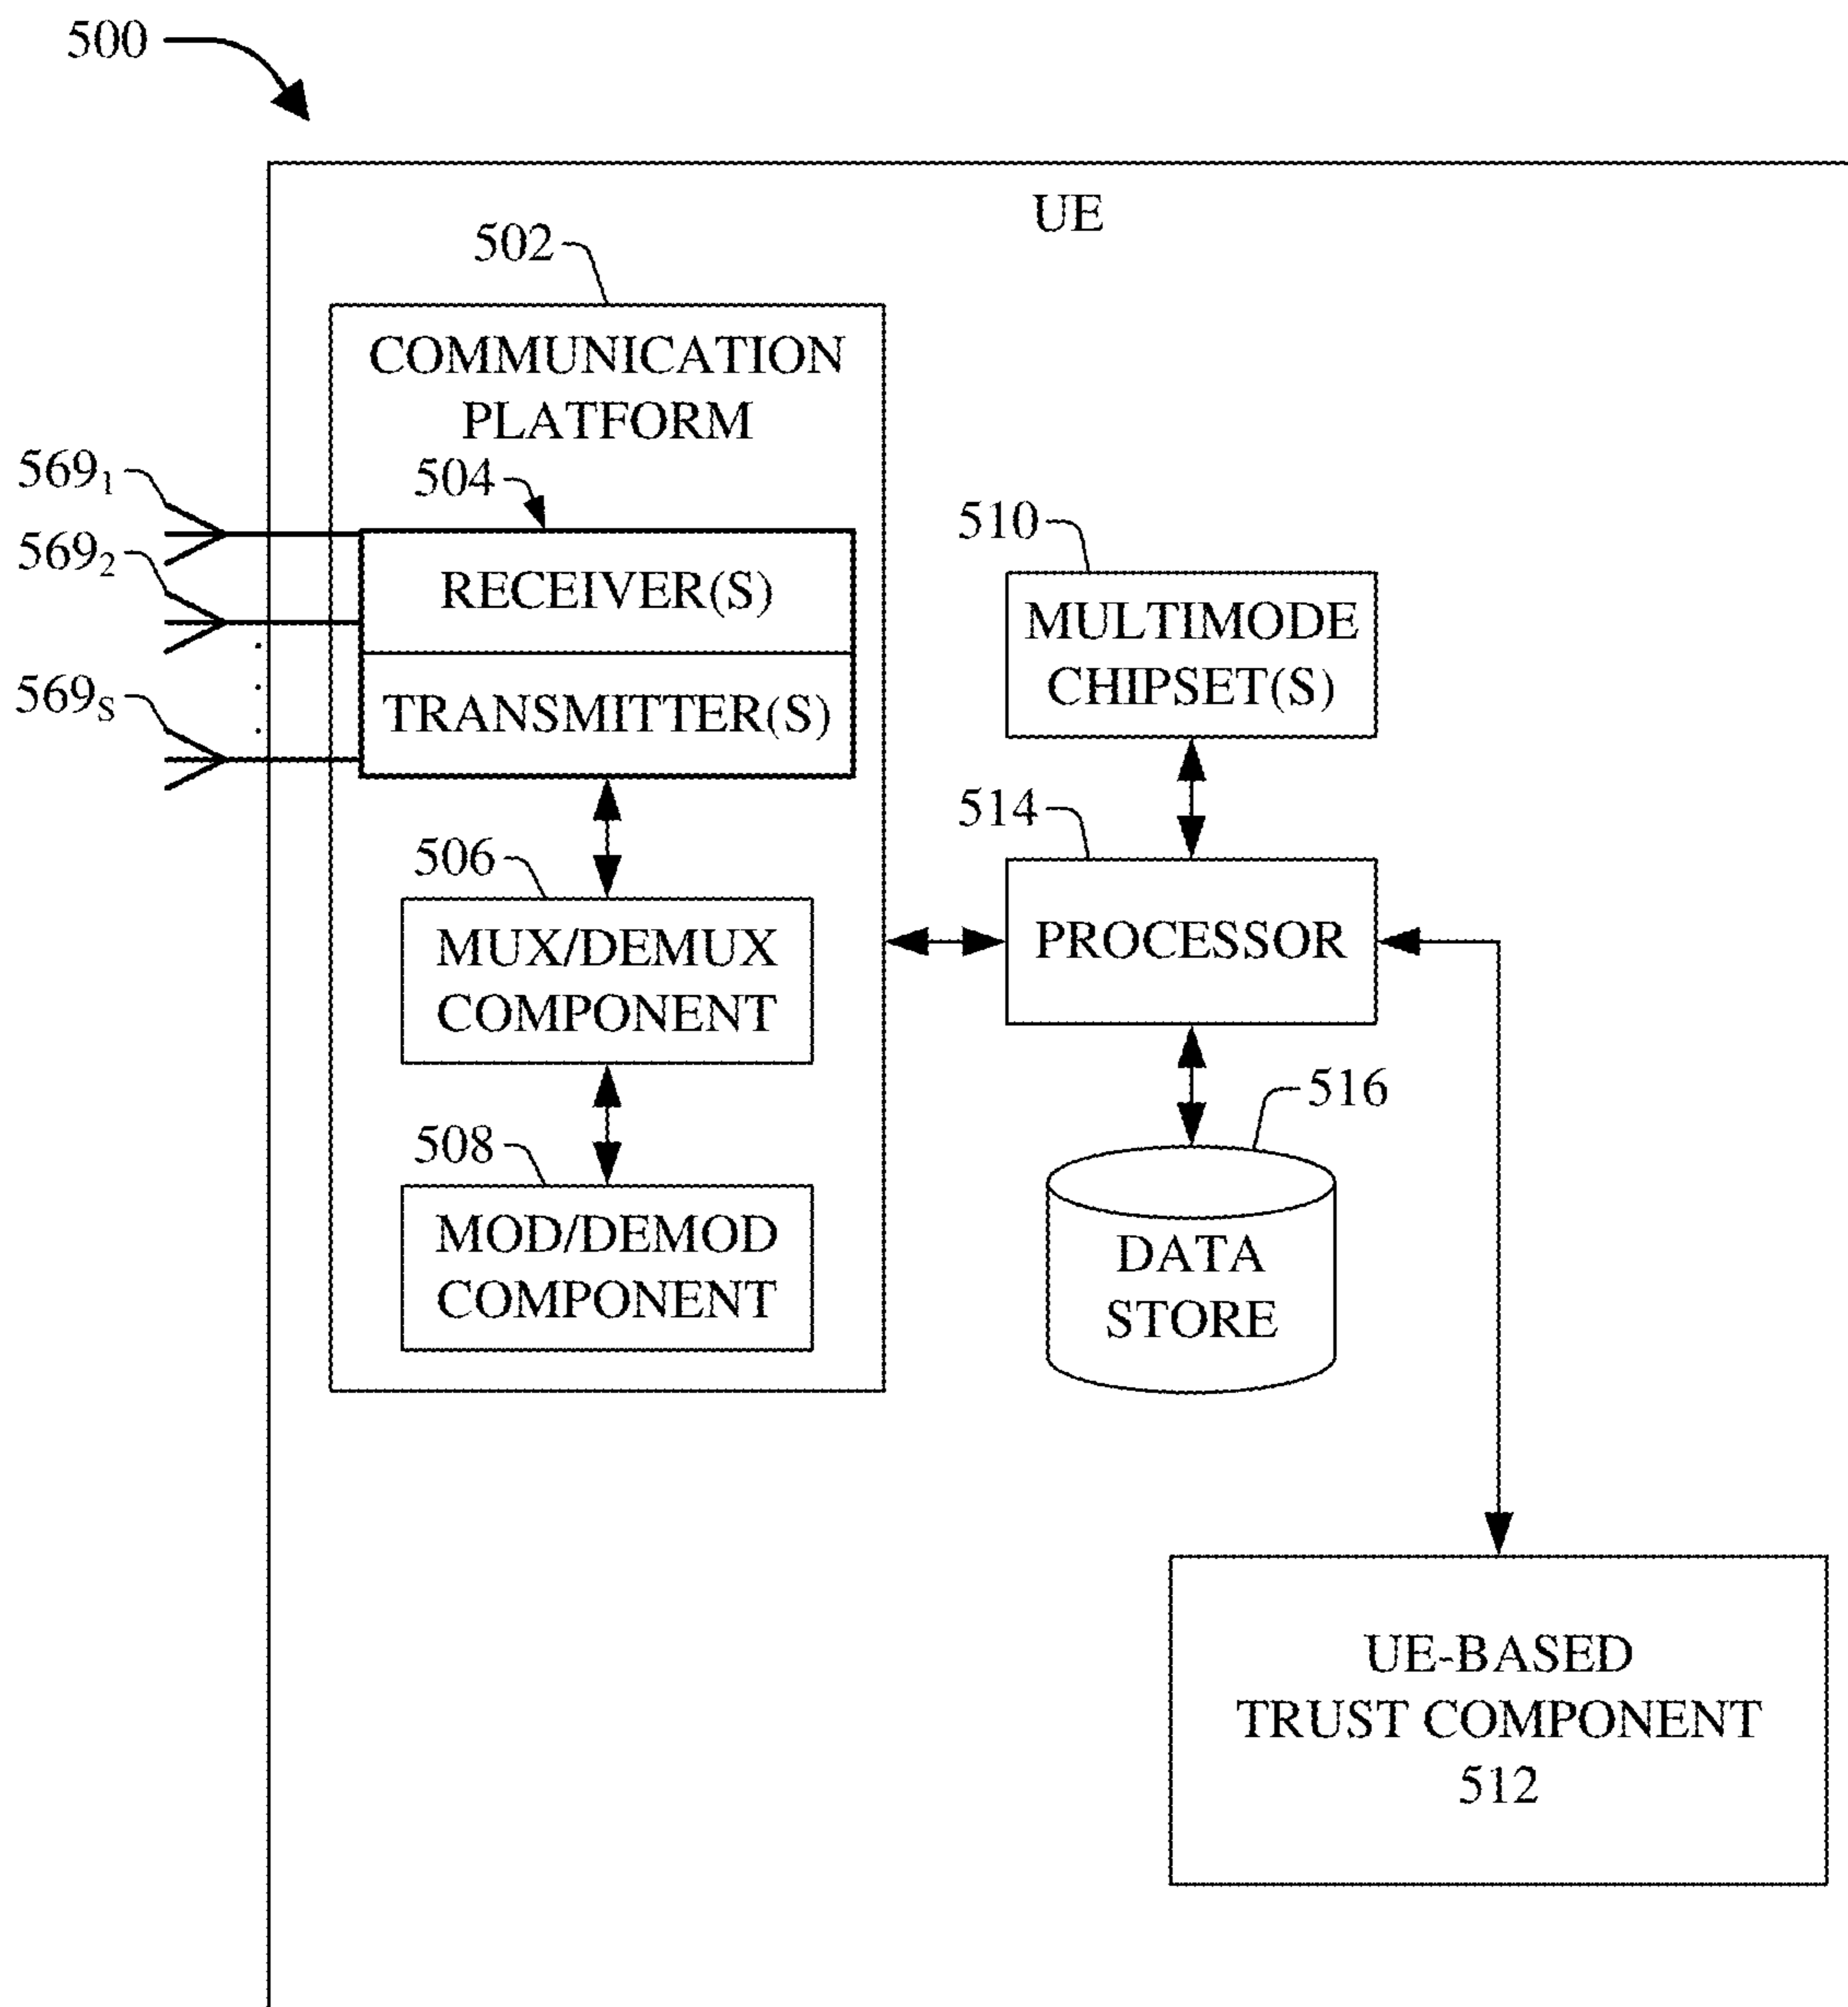 500
UE
502
COMMUNICATION
PLATFORM
504
569₁
569₂
569S
RECEIVER(S)
TRANSMITTER(S)
510
MULTIMODE
CHIPSET(S)
506
MUX/DEMUX
COMPONENT
514
PROCESSOR
508
MOD/DEMOD
COMPONENT
516
DATA
STORE
UE-BASED
TRUST COMPONENT
512